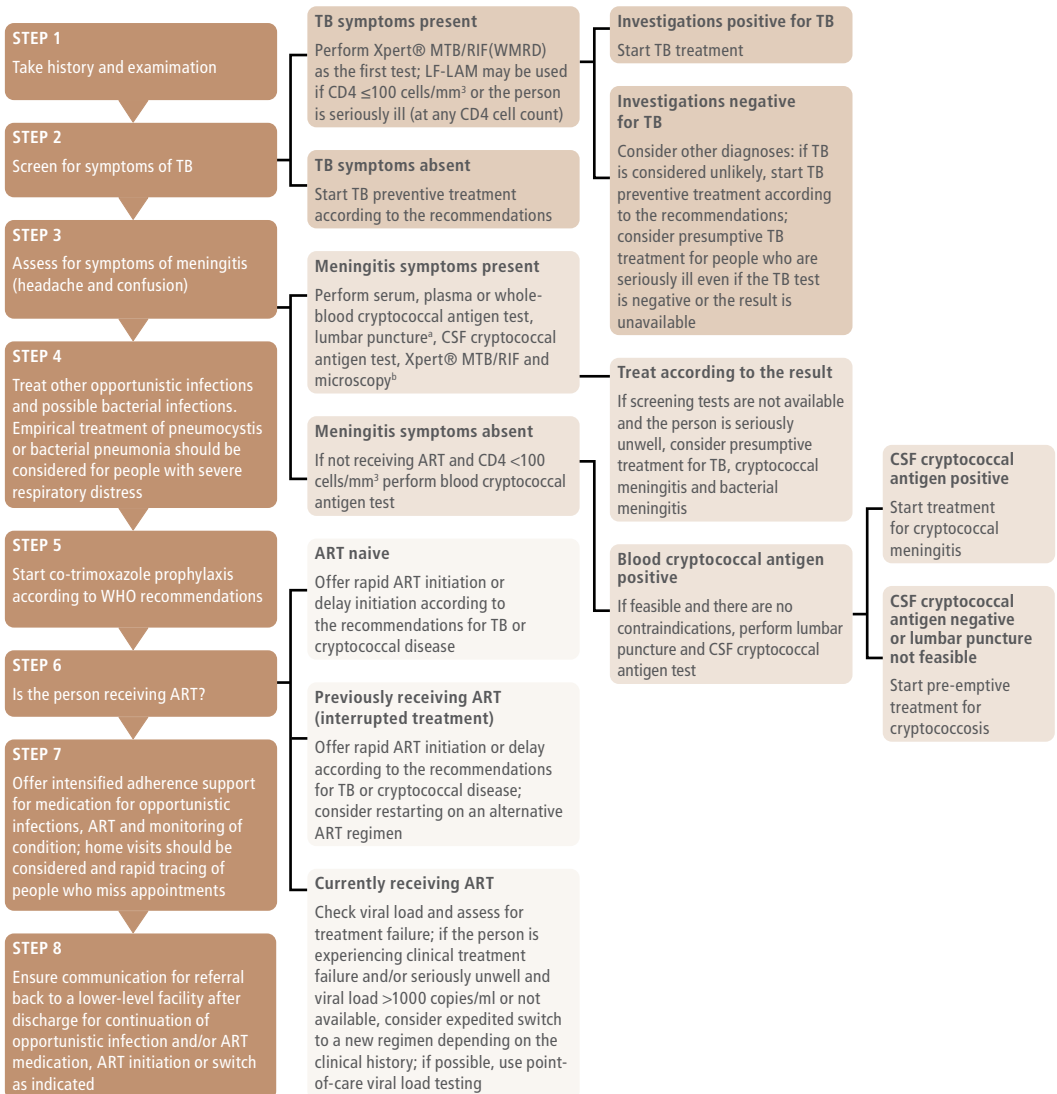 STEP 1
Take history and examimation
STEP 2
Screen for symptoms of TB
STEP 3
Assess for symptoms of meningitis
(headache and confusion)
STEP 4
Treat other opportunistic infections
and possible bacterial infections.
Empirical treatment of pneumocystis
or bacterial pneumonia should be
considered for people with severe
respiratory distress
STEP 5
Start co-trimoxazole prophylaxis
according to WHO recommendations
STEP 6
Is the person receiving ART?
STEP 7
Offer intensified adherence support
for medication for opportunistic
infections, ART and monitoring of
condition; home visits should be
considered and rapid tracing of
people who miss appointments
STEP 8
Ensure communication for referral
back to a lower-level facility after
discharge for continuation of
opportunistic infection and/or ART
medication, ART initiation or switch
as indicated
TB symptoms present
Perform Xpert® MTB/RIF(WMRD)
as the first test; LF-LAM may be used
if CD4 ≤100 cells/mm³ or the person
is seriously ill (at any CD4 cell count)
TB symptoms absent
Start TB preventive treatment
according to the recommendations
Meningitis symptoms present
Perform serum, plasma or whole-
blood cryptococcal antigen test,
lumbar punctureᵃ, CSF cryptococcal
antigen test, Xpert® MTB/RIF and
microscopyᵇ
Meningitis symptoms absent
If not receiving ART and CD4 <100
cells/mm³ perform blood cryptococcal
antigen test
ART naive
Offer rapid ART initiation or
delay initiation according to
the recommendations for TB or
cryptococcal disease
Previously receiving ART
(interrupted treatment)
Offer rapid ART initiation or delay
according to the recommendations
for TB or cryptococcal disease;
consider restarting on an alternative
ART regimen
Currently receiving ART
Check viral load and assess for
treatment failure; if the person is
experiencing clinical treatment
failure and/or seriously unwell and
viral load >1000 copies/ml or not
available, consider expedited switch
to a new regimen depending on the
clinical history; if possible, use point-
of-care viral load testing
Investigations positive for TB
Start TB treatment
Investigations negative
for TB
Consider other diagnoses: if TB
is considered unlikely, start TB
preventive treatment according
to the recommendations;
consider presumptive TB
treatment for people who are
seriously ill even if the TB test
is negative or the result is
unavailable
Treat according to the result
If screening tests are not available
and the person is seriously
unwell, consider presumptive
treatment for TB, cryptococcal
meningitis and bacterial
meningitis
Blood cryptococcal antigen
positive
If feasible and there are no
contraindications, perform lumbar
puncture and CSF cryptococcal
antigen test
CSF cryptococcal
antigen positive
Start treatment
for cryptococcal
meningitis
CSF cryptococcal
antigen negative
or lumbar puncture
not feasible
Start pre-emptive
treatment for
cryptococcosis